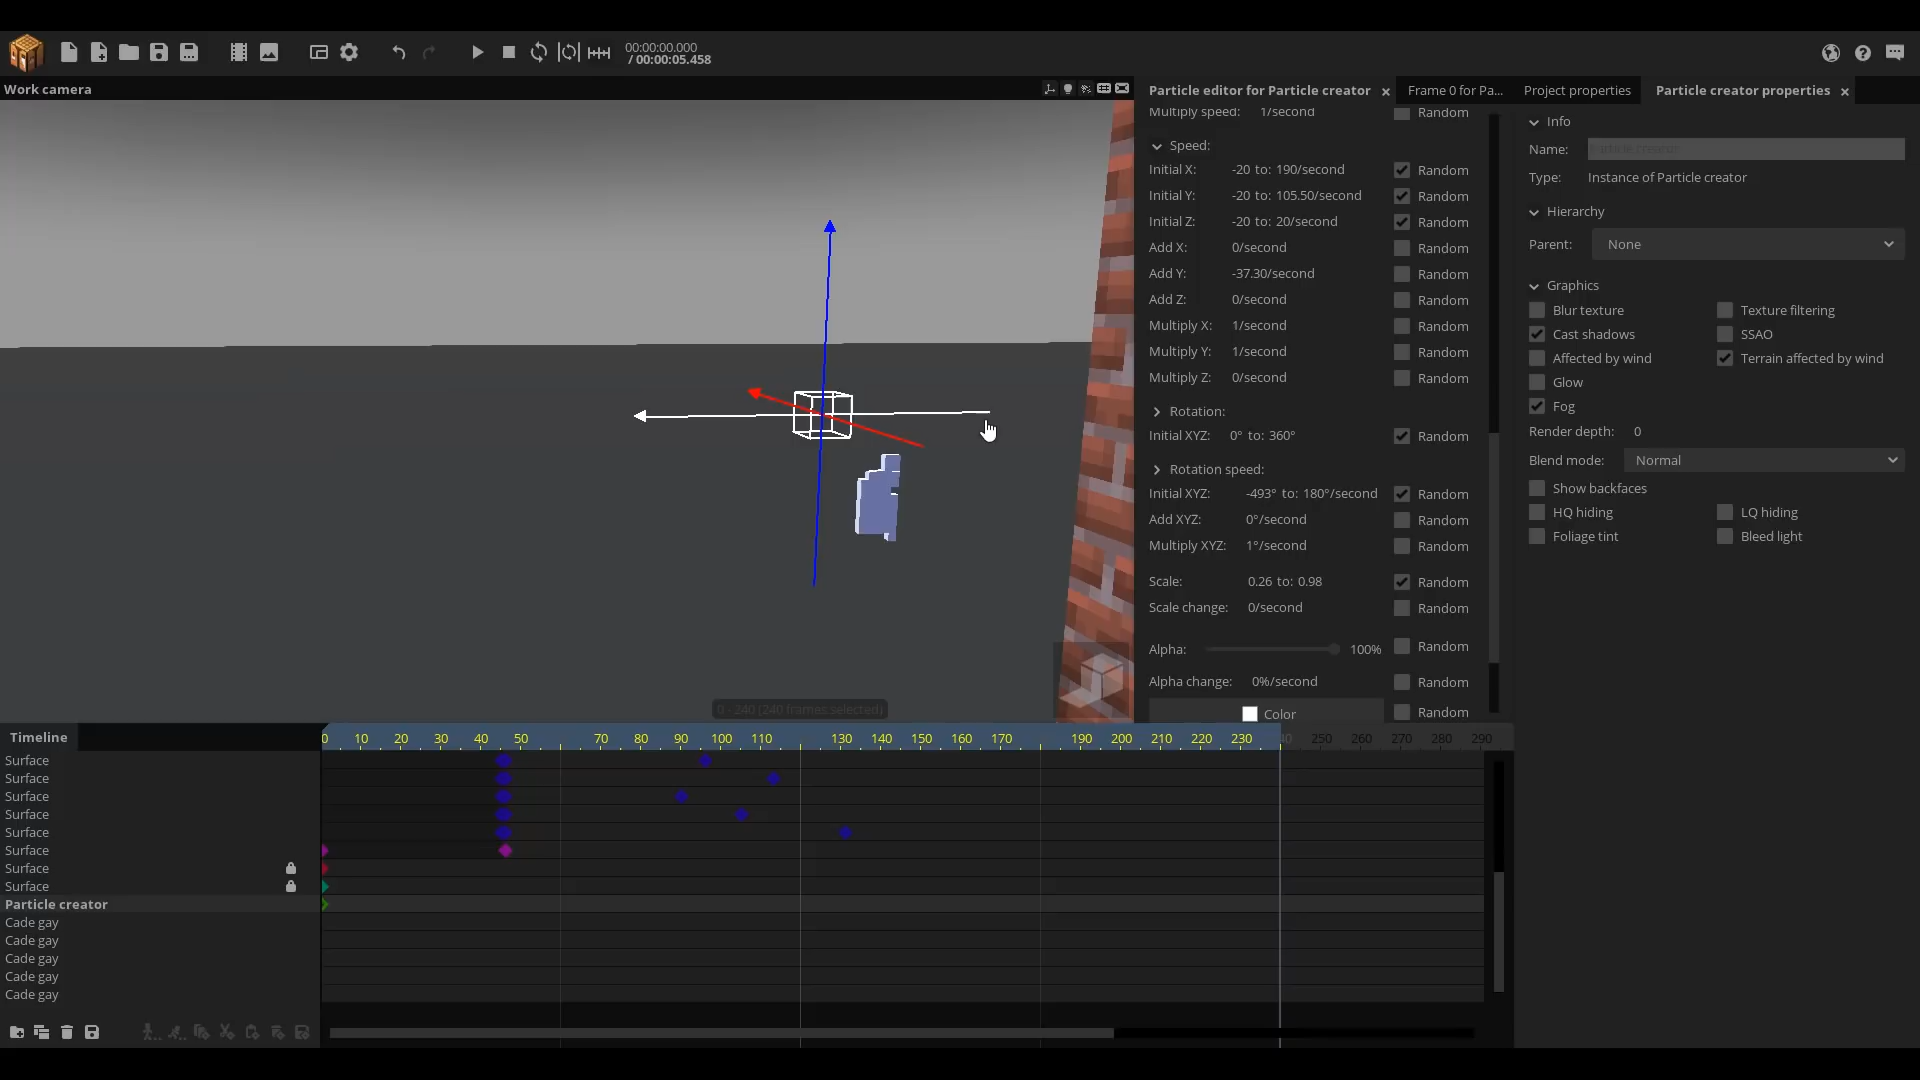 00:00:00.000
/ 00:00:05.458
Work camera
Particle editor for Particle creator
Frame 0 for Pa...
Project properties
Particle creator properties
Multiply speed: 1/second Random
Speed:
Initial X: -20 to: 190/second Random
Initial Y: -20 to: 105.50/second Random
Initial Z: -20 to: 20/second Random
Add X: 0/second Random
Add Y: -37.30/second Random
Add Z: 0/second Random
Multiply X: 1/second Random
Multiply Y: 1/second Random
Multiply Z: 0/second Random
Rotation:
Initial XYZ: 0° to: 360° Random
Rotation speed:
Initial XYZ: -493° to: 180°/second Random
Add XYZ: 0°/second Random
Multiply XYZ: 1°/second Random
Scale: 0.26 to: 0.98 Random
Scale change: 0/second Random
Alpha: 100% Random
Alpha change: 0%/second Random
Color Random
Info
Name: Particle creator
Type: Instance of Particle creator
Hierarchy
Parent: None
Graphics
Blur texture Texture filtering
Cast shadows SSAO
Affected by wind Terrain affected by wind
Glow
Fog
Render depth: 0
Blend mode: Normal
Show backfaces
HQ hiding LQ hiding
Foliage tint Bleed light
0 - 240 (240 frames selected)
Timeline
0 10 20 30 40 50 70 80 90 100 110 130 140 150 160 170 190 200 210 220 230 40 250 260 270 280 290
Surface
Surface
Surface
Surface
Surface
Surface
Surface
Surface
Particle creator
Cade gay
Cade gay
Cade gay
Cade gay
Cade gay